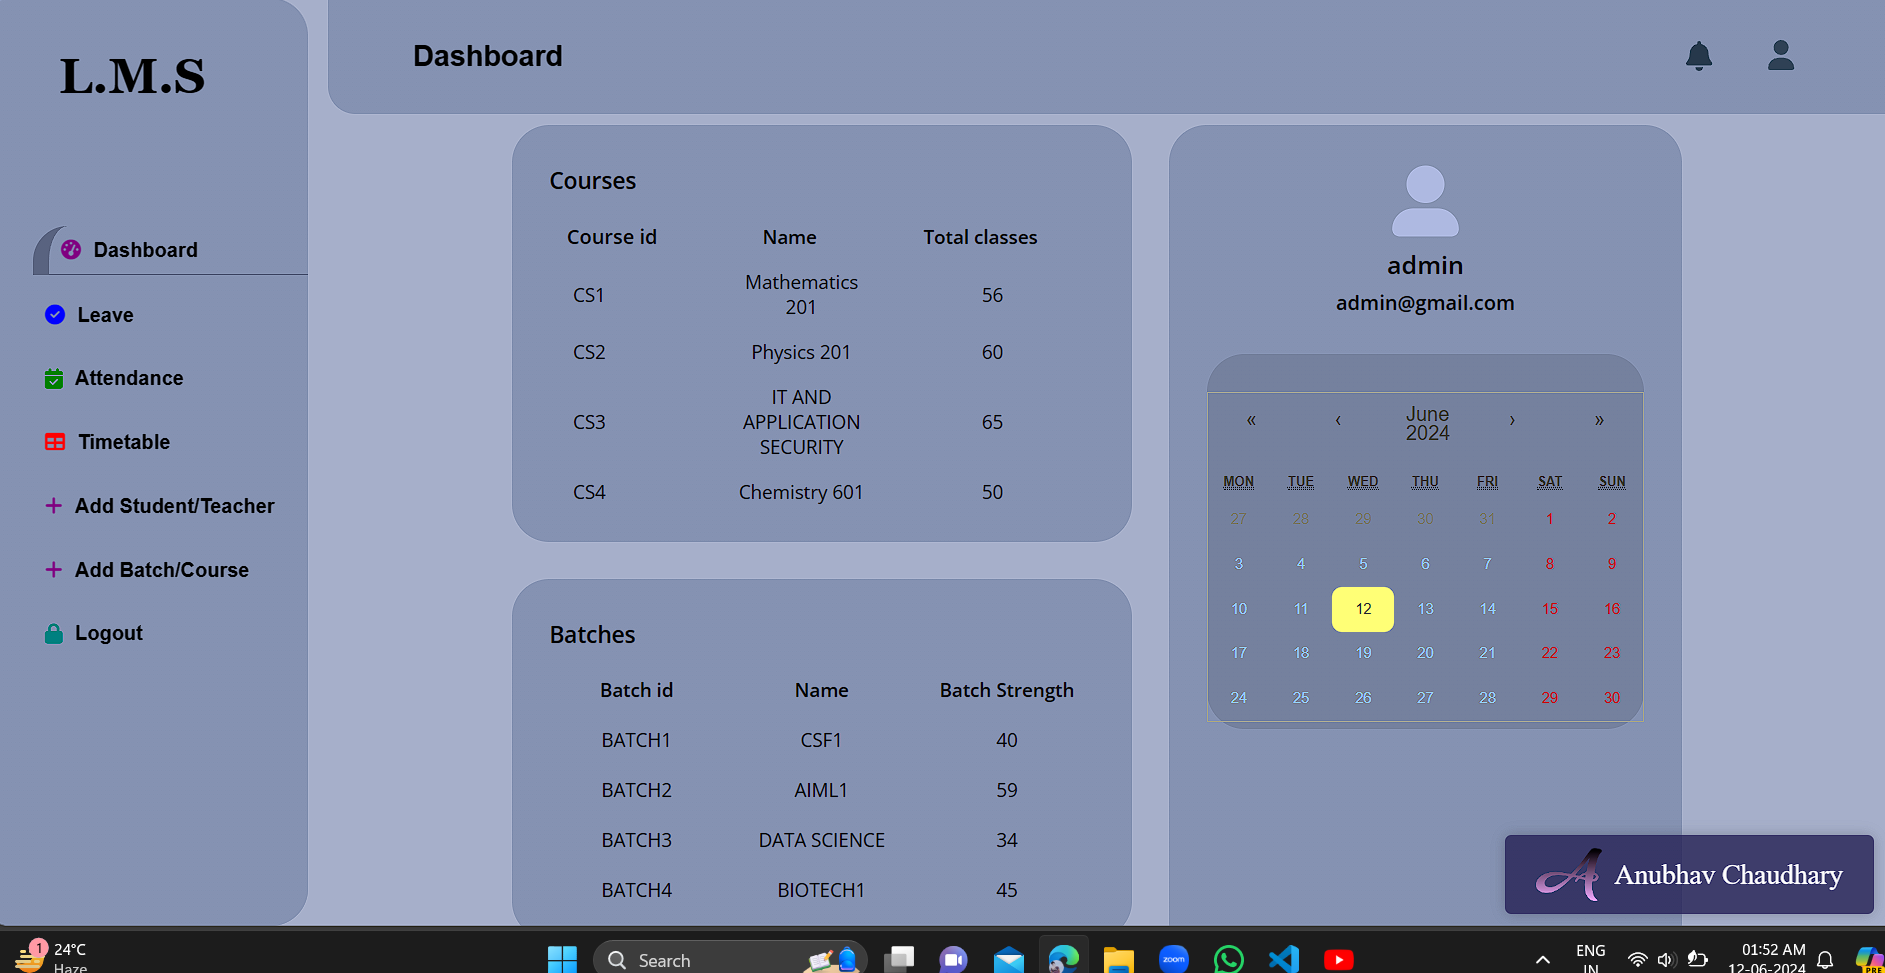 L.M.S
Dashboard
Leave
Attendance
Timetable
Add Student/Teacher
Add Batch/Course
Logout
Dashboard
Courses
Course id Name Total classes
CS1 Mathematics 201 56
CS2 Physics 201 60
CS3 IT AND APPLICATION SECURITY 65
CS4 Chemistry 601 50
Batches
Batch id Name Batch Strength
BATCH1 CSF1 40
BATCH2 AIML1 59
BATCH3 DATA SCIENCE 34
BATCH4 BIOTECH1 45
admin
admin@gmail.com
« ‹ June 2024 › »
MON TUE WED THU FRI SAT SUN
27 28 29 30 31 1 2
3 4 5 6 7 8 9
10 11 12 13 14 15 16
17 18 19 20 21 22 23
24 25 26 27 28 29 30
Anubhav Chaudhary
1
24°C
Haze
Search
zoom
ENG
IN
01:52 AM
12-06-2024
PRE